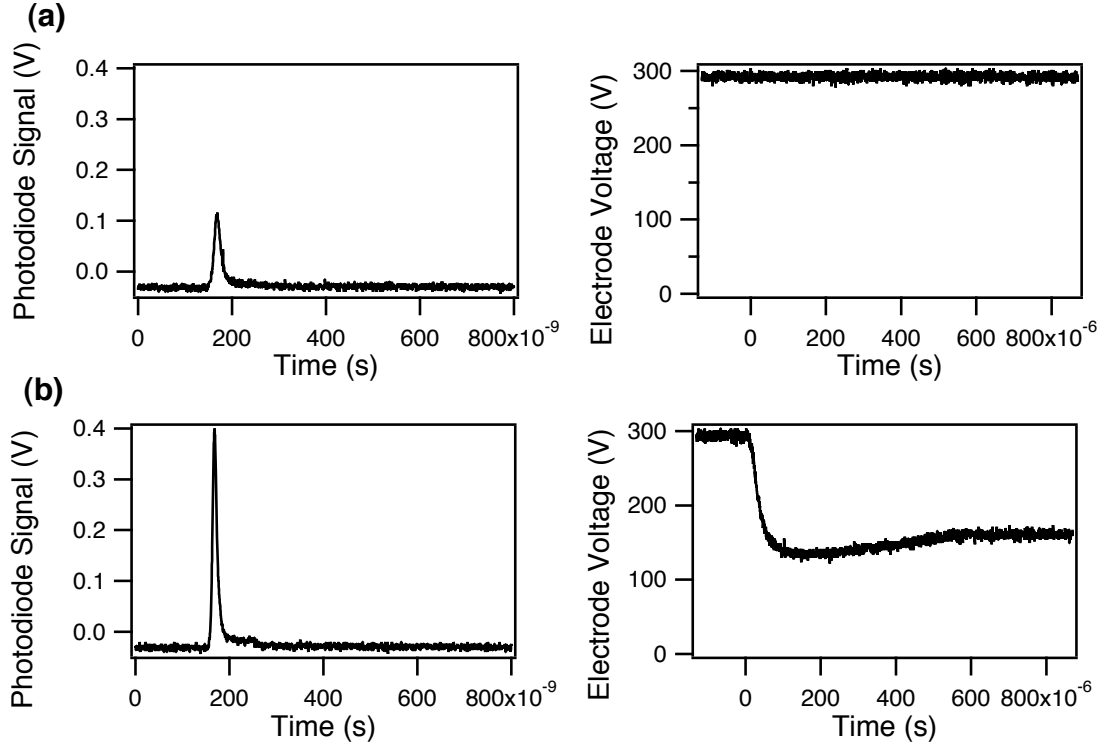 (a)
Photodiode Signal (V)
0.4
0.3
0.2
0.1
0.0
0 200 400 600 800x10-9
Time (s)
Electrode Voltage (V)
300
200
100
0
0 200 400 600 800x10-6
Time (s)
(b)
Photodiode Signal (V)
0.4
0.3
0.2
0.1
0.0
0 200 400 600 800x10-9
Time (s)
Electrode Voltage (V)
300
200
100
0
0 200 400 600 800x10-6
Time (s)